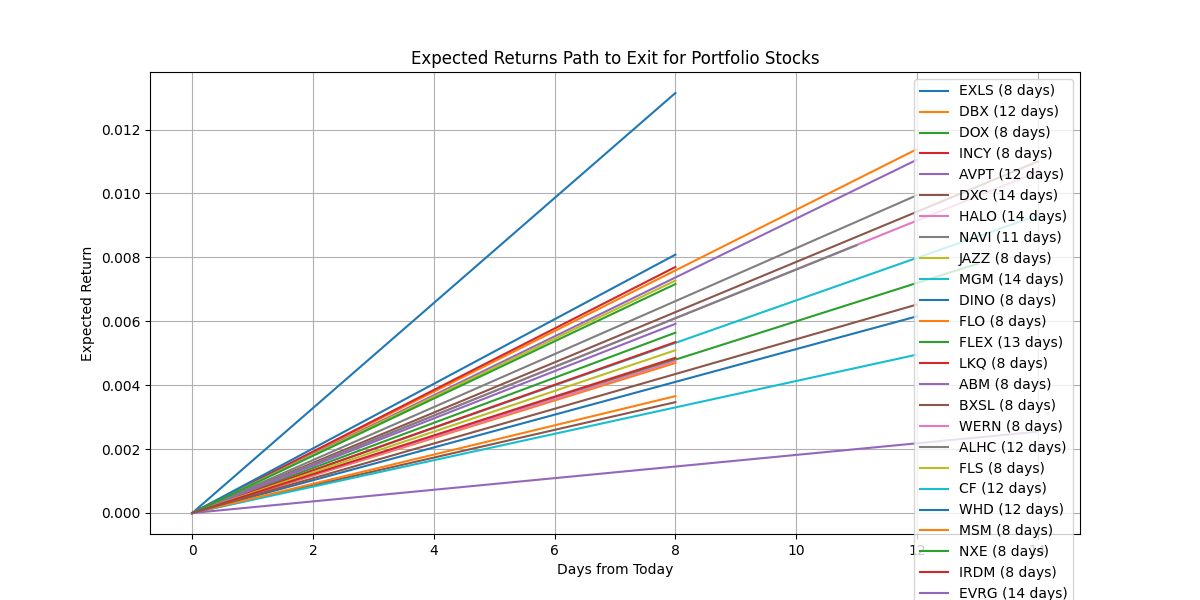 Expected Returns Path to Exit for Portfolio Stocks
Expected Return
0.012
0.010
0.008
0.006
0.004
0.002
0.000
0
2
4
6
8
10
Days from Today
EXLS (8 days)
DBX (12 days)
DOX (8 days)
INCY (8 days)
AVPT (12 days)
DXC (14 days)
HALO (14 days)
NAVI (11 days)
JAZZ (8 days)
MGM (14 days)
DINO (8 days)
FLO (8 days)
FLEX (13 days)
LKQ (8 days)
ABM (8 days)
BXSL (8 days)
WERN (8 days)
ALHC (12 days)
FLS (8 days)
CF (12 days)
WHD (12 days)
MSM (8 days)
NXE (8 days)
IRDM (8 days)
EVRG (14 days)